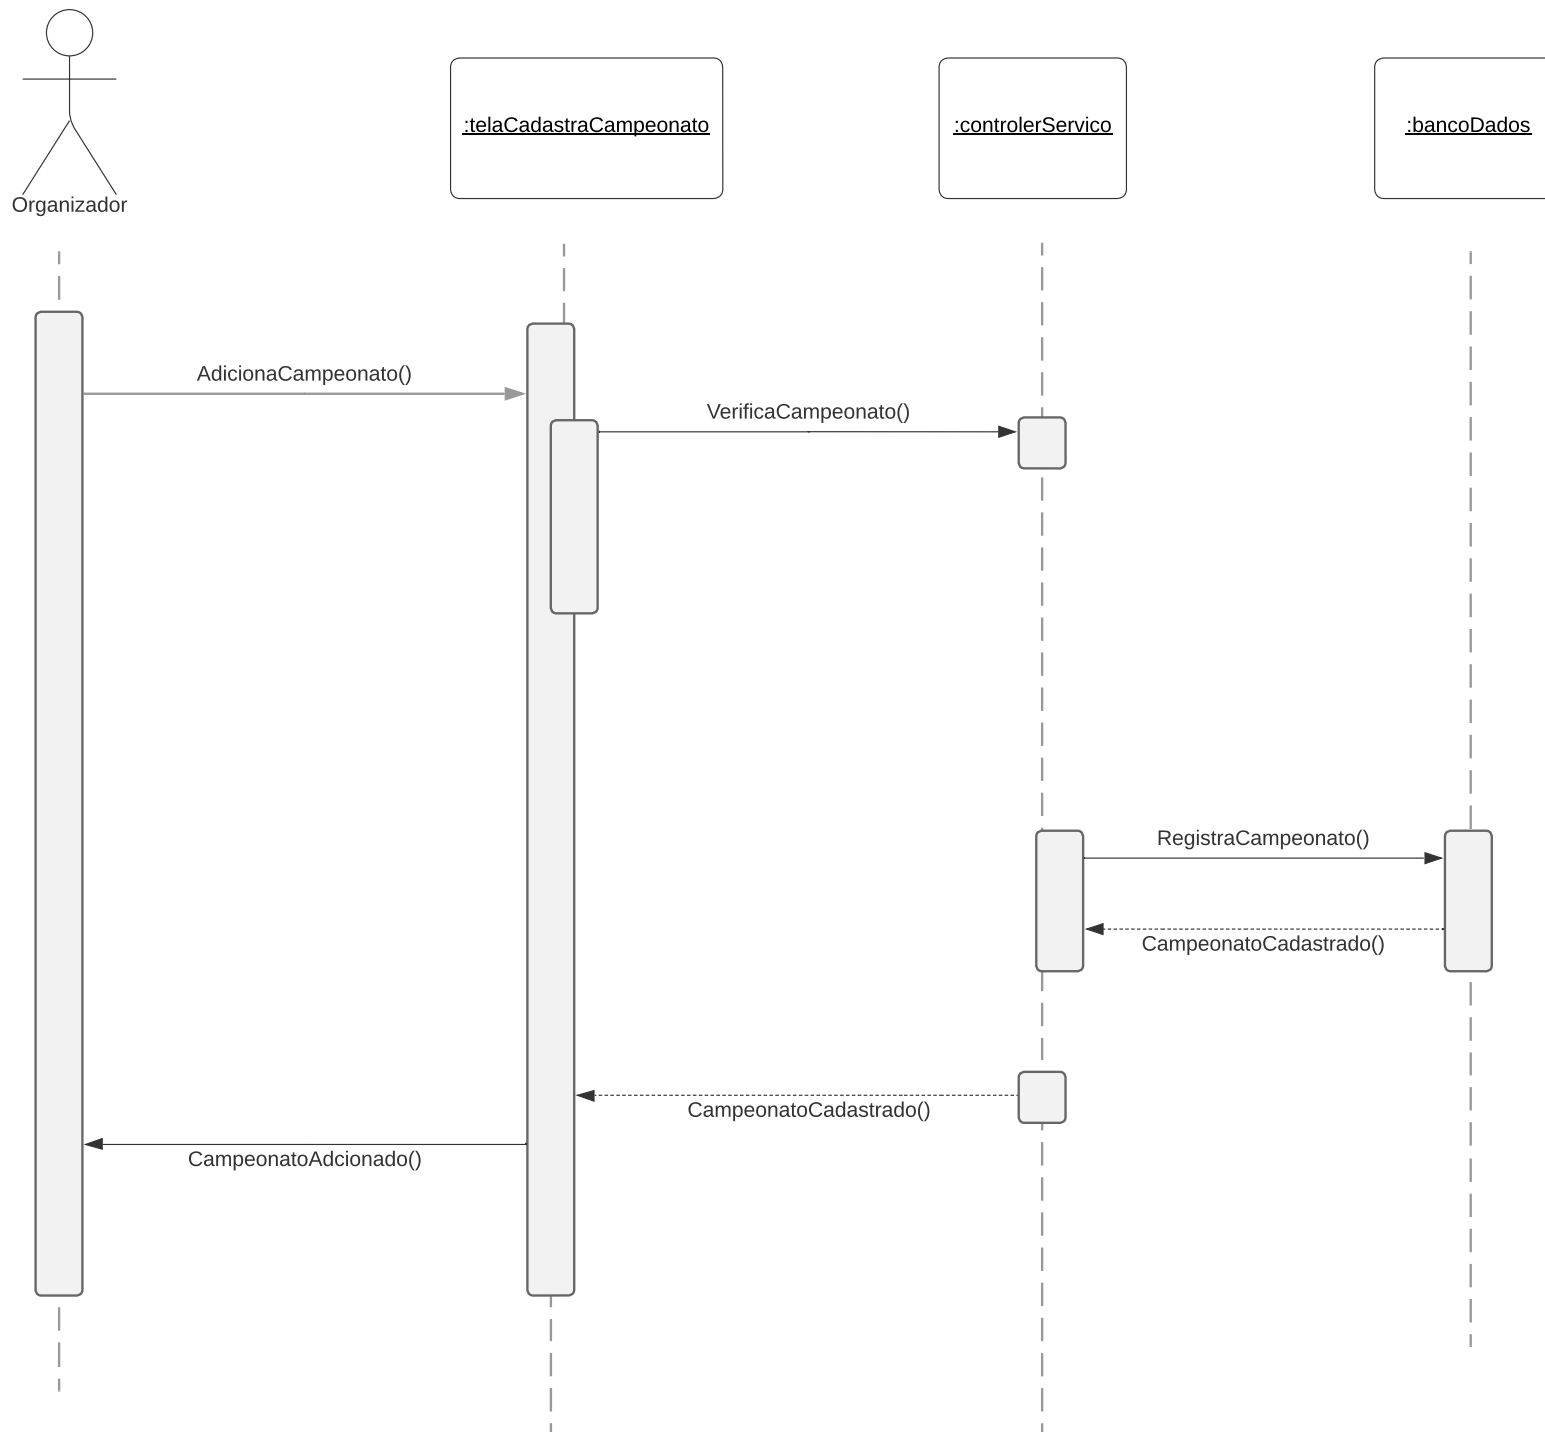 Organizador
:telaCadastraCampeonato
:controlerServico
:bancoDados
AdicionaCampeonato()
VerificaCampeonato()
RegistraCampeonato()
CampeonatoCadastrado()
CampeonatoCadastrado()
CampeonatoAdcionado()